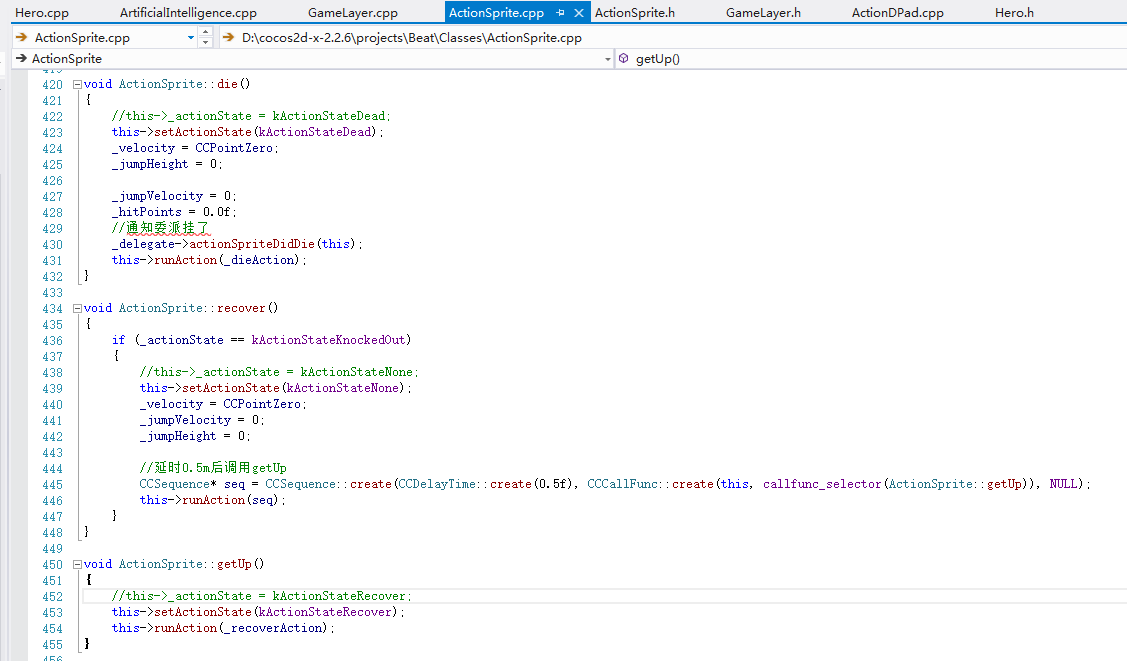 Hero.cpp ArtificialIntelligence.cpp GameLayer.cpp ActionSprite.cpp ActionSprite.h GameLayer.h ActionDPad.cpp Hero.h
ActionSprite.cpp D:\cocos2d-x-2.2.6\projects\Beat\Classes\ActionSprite.cpp
ActionSprite getUp()
419
420 void ActionSprite::die()
421 {
422 //this->_actionState = kActionStateDead;
423 this->setActionState(kActionStateDead);
424 _velocity = CCPointZero;
425 _jumpHeight = 0;
426
427 _jumpVelocity = 0;
428 _hitPoints = 0.0f;
429 //通知委派挂了
430 _delegate->actionSpriteDidDie(this);
431 this->runAction(_dieAction);
432 }
433
434 void ActionSprite::recover()
435 {
436 if (_actionState == kActionStateKnockedOut)
437 {
438 //this->_actionState = kActionStateNone;
439 this->setActionState(kActionStateNone);
440 _velocity = CCPointZero;
441 _jumpVelocity = 0;
442 _jumpHeight = 0;
443
444 //延时0.5m后调用getUp
445 CCSequence* seq = CCSequence::create(CCDelayTime::create(0.5f), CCCallFunc::create(this, callfunc_selector(ActionSprite::getUp)), NULL);
446 this->runAction(seq);
447 }
448 }
449
450 void ActionSprite::getUp()
451 {
452 //this->_actionState = kActionStateRecover;
453 this->setActionState(kActionStateRecover);
454 this->runAction(_recoverAction);
455 }
456